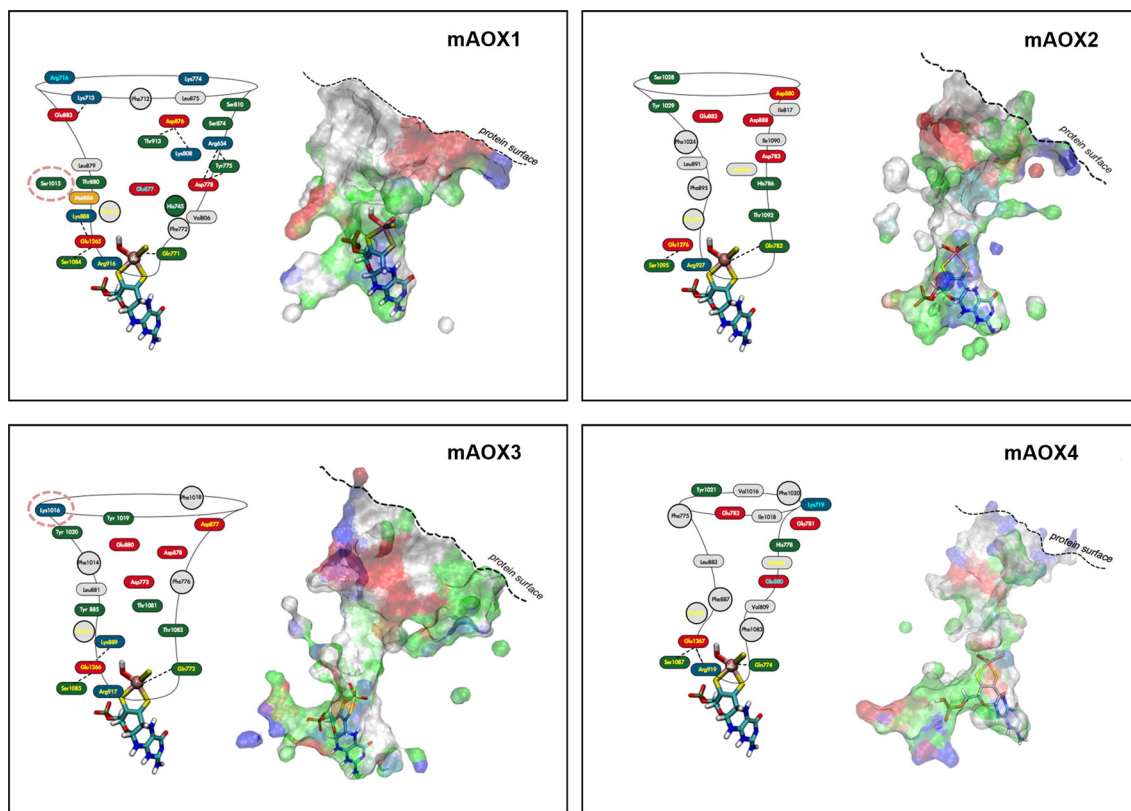 mAOX1
Arg716
Lys774
Lys713
Phe712
Leu875
Glu883
Ser810
Asp876
Ser874
Thr913
Arg654
Lys808
Tyr775
Leu879
Ser1015
Thr880
Glu877
Asp778
Met884
His745
Lys888
Val806
Phe772
Glu1265
Ser1084
Arg916
Gln771
protein surface
mAOX2
Ser1028
Asp880
Tyr 1029
Ile817
Glu883
Asp888
Phe1024
Ile1090
Leu891
Asp783
Phe895
His786
Thr1092
Glu1276
Gln782
Ser1095
Arg927
protein surface
mAOX3
Phe1018
Lys1016
Tyr 1019
Asp877
Tyr 1020
Glu880
Asp878
Phe1014
Asp773
Phe776
Leu881
Tyr 885
Thr1081
Thr1082
Lys889
Glu1266
Gln772
Ser1085
Arg917
protein surface
mAOX4
Tyr1021
Val1016
Phe1020
Lys719
Phe775
Glu782
Ile1018
Glu781
His778
Leu883
Glu880
Phe887
Val809
Phe1083
Glu1267
Ser1087
Arg919
Gln774
protein surface